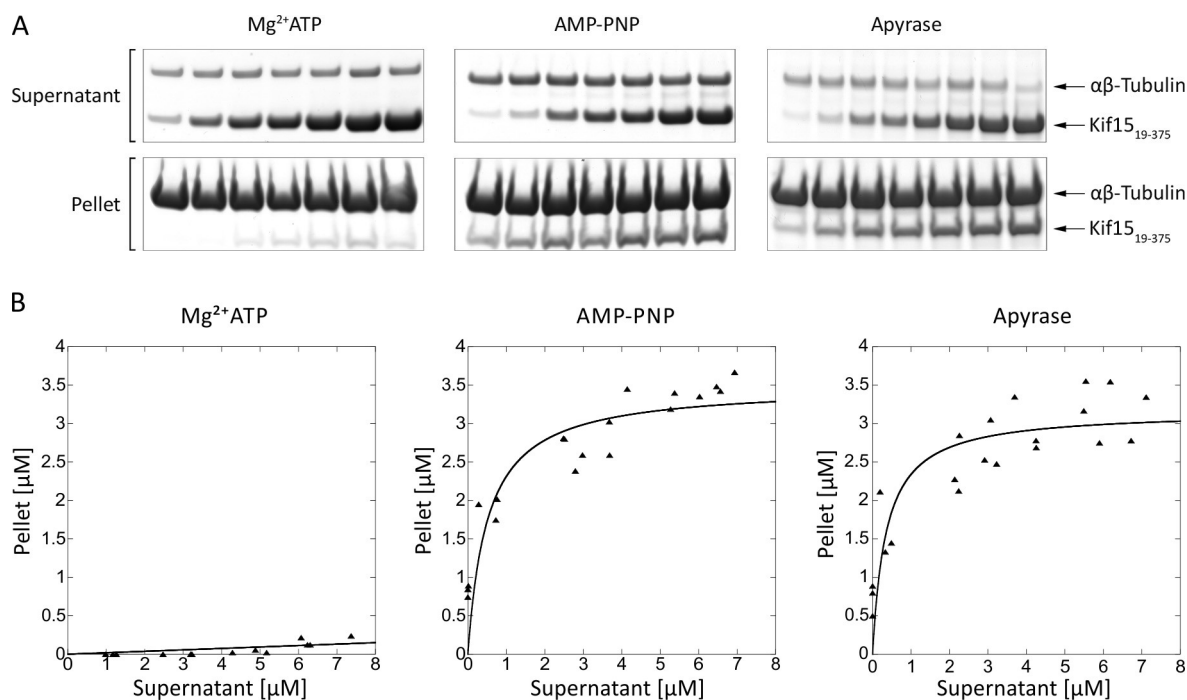 A
Mg²⁺ATP
AMP-PNP
Apyrase
Supernatant
αβ-Tubulin
Kif15₁₉₋₃₇₅
Pellet
αβ-Tubulin
Kif15₁₉₋₃₇₅
B
Mg²⁺ATP
AMP-PNP
Apyrase
4
3.5
3
2.5
2
1.5
1
0.5
0
Pellet [µM]
0 1 2 3 4 5 6 7 8
Supernatant [µM]
4
3.5
3
2.5
2
1.5
1
0.5
0
Pellet [µM]
0 1 2 3 4 5 6 7 8
Supernatant [µM]
4
3.5
3
2.5
2
1.5
1
0.5
0
Pellet [µM]
0 1 2 3 4 5 6 7 8
Supernatant [µM]